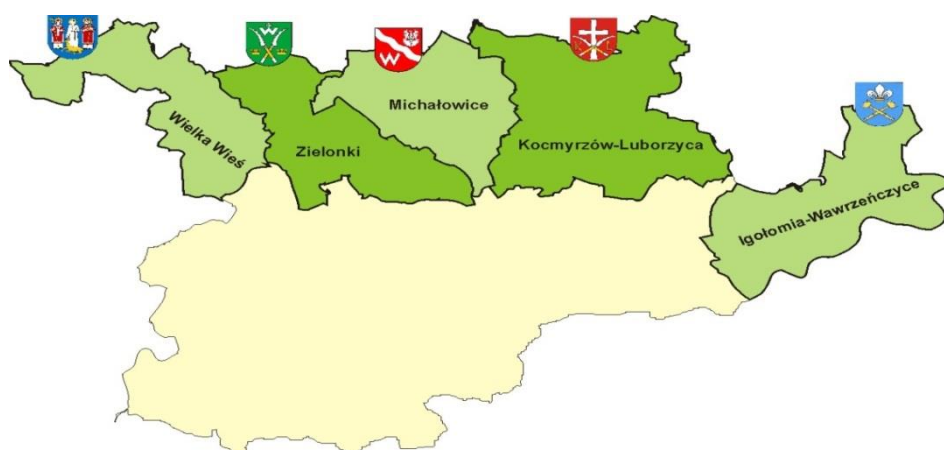 Wielka Wieś
Zielonki
Michałowice
Kocmyrzów-Luborzyca
Igołomia-Wawrzeńczyce
W